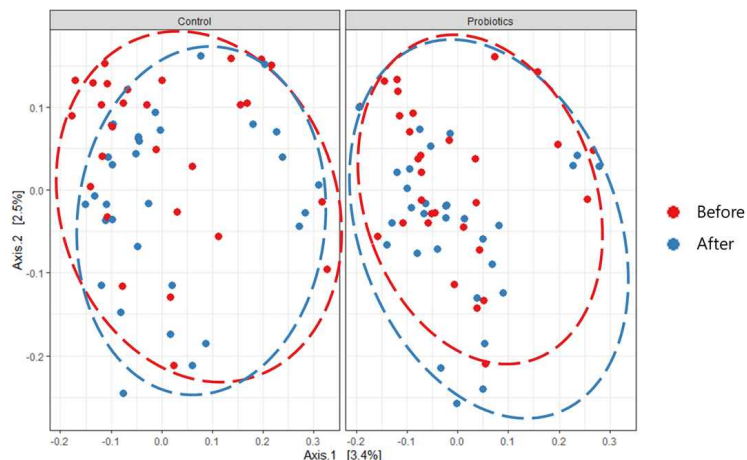 Control
Probiotics
0.1
0.0
-0.1
-0.2
Axis.2 [2.5%]
-0.2 -0.1 0.0 0.1 0.2 0.3
-0.2 -0.1 0.0 0.1 0.2 0.3
Axis.1 [3.4%]
Before
After